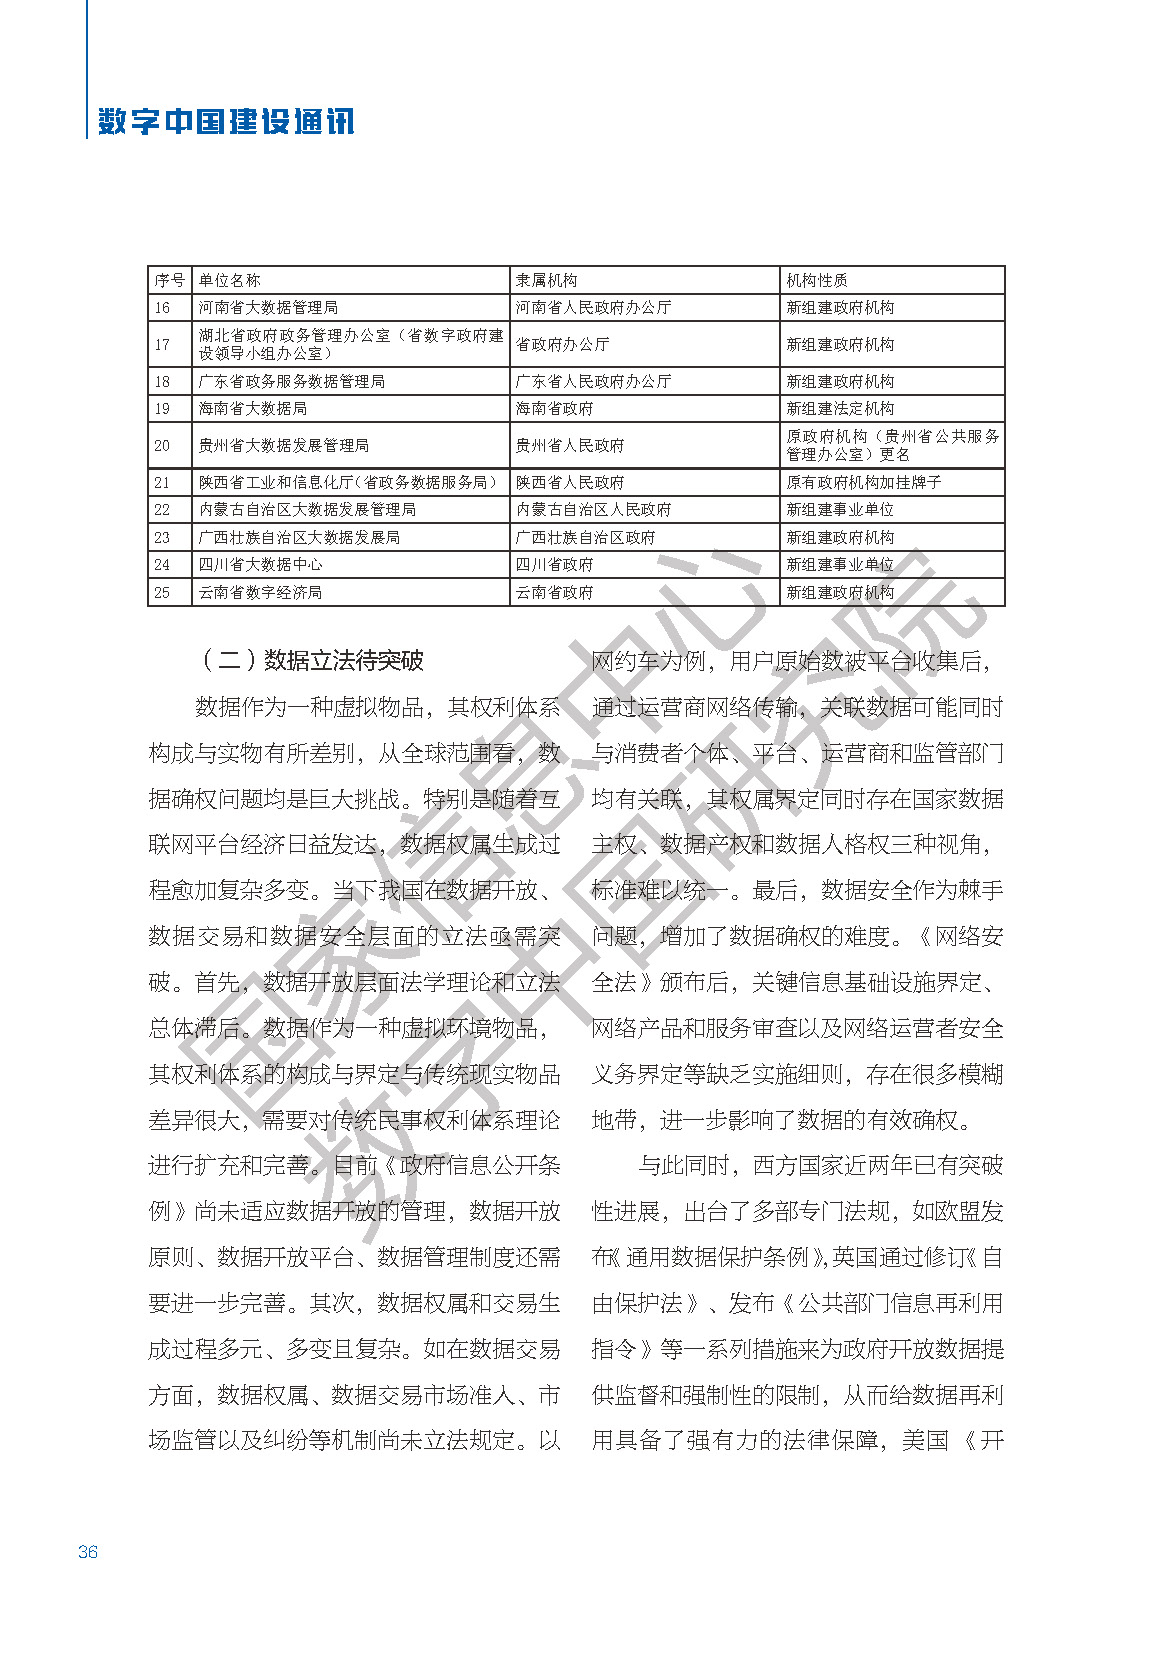 数字中国建设通讯
序号 单位名称 隶属机构 机构性质
16 河南省大数据管理局 河南省人民政府办公厅 新组建政府机构
17 湖北省政府政务管理办公室（省数字政府建
设领导小组办公室） 省政府办公厅 新组建政府机构
18 广东省政务服务数据管理局 广东省人民政府办公厅 新组建政府机构
19 海南省大数据局 海南省政府 新组建法定机构
20 贵州省大数据发展管理局 贵州省人民政府 原政府机构（贵州省公共服务
管理办公室）更名
21 陕西省工业和信息化厅（省政务数据服务局） 陕西省人民政府 原有政府机构加挂牌子
22 内蒙古自治区大数据发展管理局 内蒙古自治区人民政府 新组建事业单位
23 广西壮族自治区大数据发展局 广西壮族自治区政府 新组建政府机构
24 四川省大数据中心 四川省政府 新组建事业单位
25 云南省数字经济局 云南省政府 新组建政府机构
（二）数据立法待突破
数据作为一种虚拟物品，其权利体系
构成与实物有所差别，从全球范围看，数
据确权问题均是巨大挑战。特别是随着互
联网平台经济日益发达，数据权属生成过
程愈加复杂多变。当下我国在数据开放、
数据交易和数据安全层面的立法亟需突
破。首先，数据开放层面法学理论和立法
总体滞后。数据作为一种虚拟环境物品，
其权利体系的构成与界定与传统现实物品
差异很大，需要对传统民事权利体系理论
进行扩充和完善。目前《政府信息公开条
例》尚未适应数据开放的管理，数据开放
原则、数据开放平台、数据管理制度还需
要进一步完善。其次，数据权属和交易生
成过程多元、多变且复杂。如在数据交易
方面，数据权属、数据交易市场准入、市
场监管以及纠纷等机制尚未立法规定。以
网约车为例，用户原始数被平台收集后，
通过运营商网络传输，关联数据可能同时
与消费者个体、平台、运营商和监管部门
均有关联，其权属界定同时存在国家数据
主权、数据产权和数据人格权三种视角，
标准难以统一。最后，数据安全作为棘手
问题，增加了数据确权的难度。《网络安
全法》颁布后，关键信息基础设施界定、
网络产品和服务审查以及网络运营者安全
义务界定等缺乏实施细则，存在很多模糊
地带，进一步影响了数据的有效确权。
与此同时，西方国家近两年已有突破
性进展，出台了多部专门法规，如欧盟发
布《通用数据保护条例》，英国通过修订《自
由保护法》、发布《公共部门信息再利用
指令》等一系列措施来为政府开放数据提
供监督和强制性的限制，从而给数据再利
用具备了强有力的法律保障，美国《开
国家信息中心
数字中国研究院
36